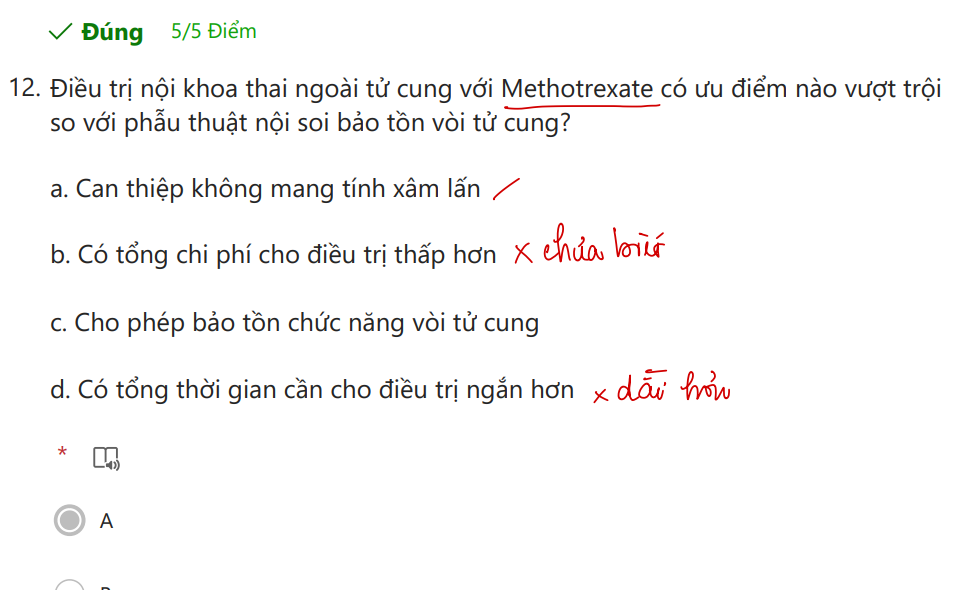 Đúng 5/5 Điểm
12. Điều trị nội khoa thai ngoài tử cung với Methotrexate có ưu điểm nào vượt trội
so với phẫu thuật nội soi bảo tồn vòi tử cung?
a. Can thiệp không mang tính xâm lấn
b. Có tổng chi phí cho điều trị thấp hơn x chưa biết
c. Cho phép bảo tồn chức năng vòi tử cung
d. Có tổng thời gian cần cho điều trị ngắn hơn x dài hơn
*
A